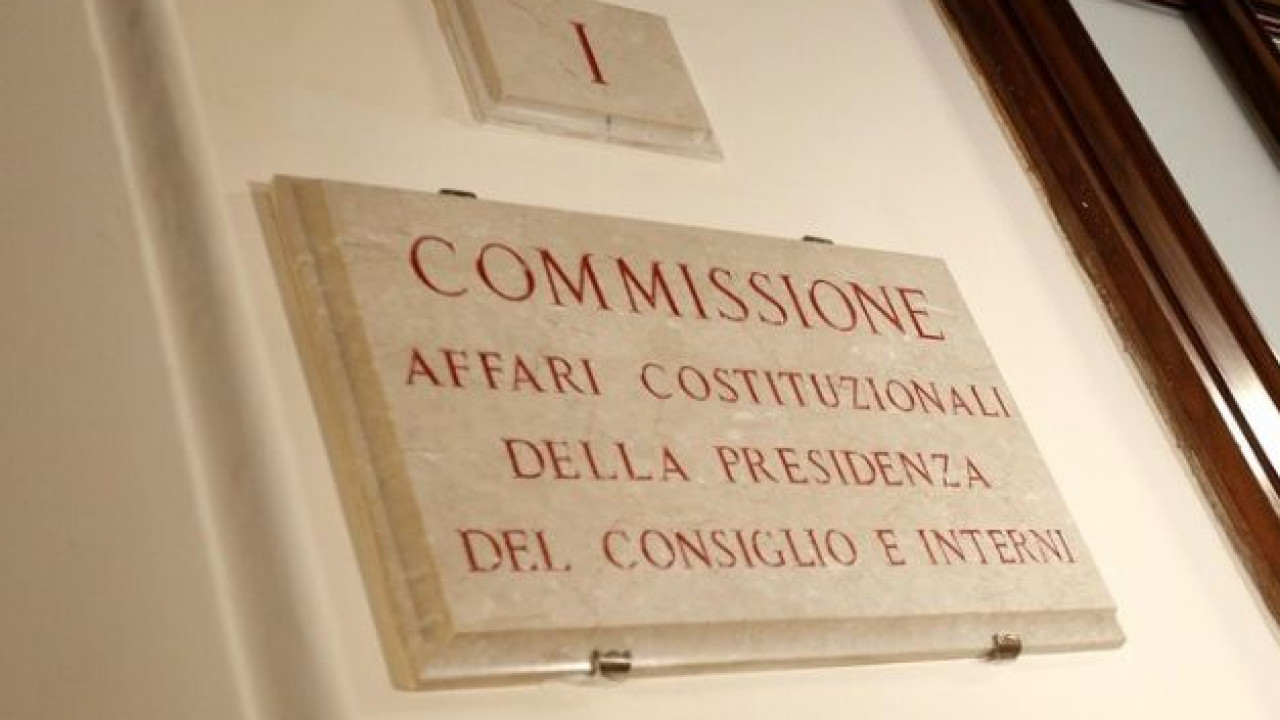 I
COMMISSIONE
AFFARI COSTITUZIONALI
DELLA PRESIDENZA
DEL CONSIGLIO E INTERNI